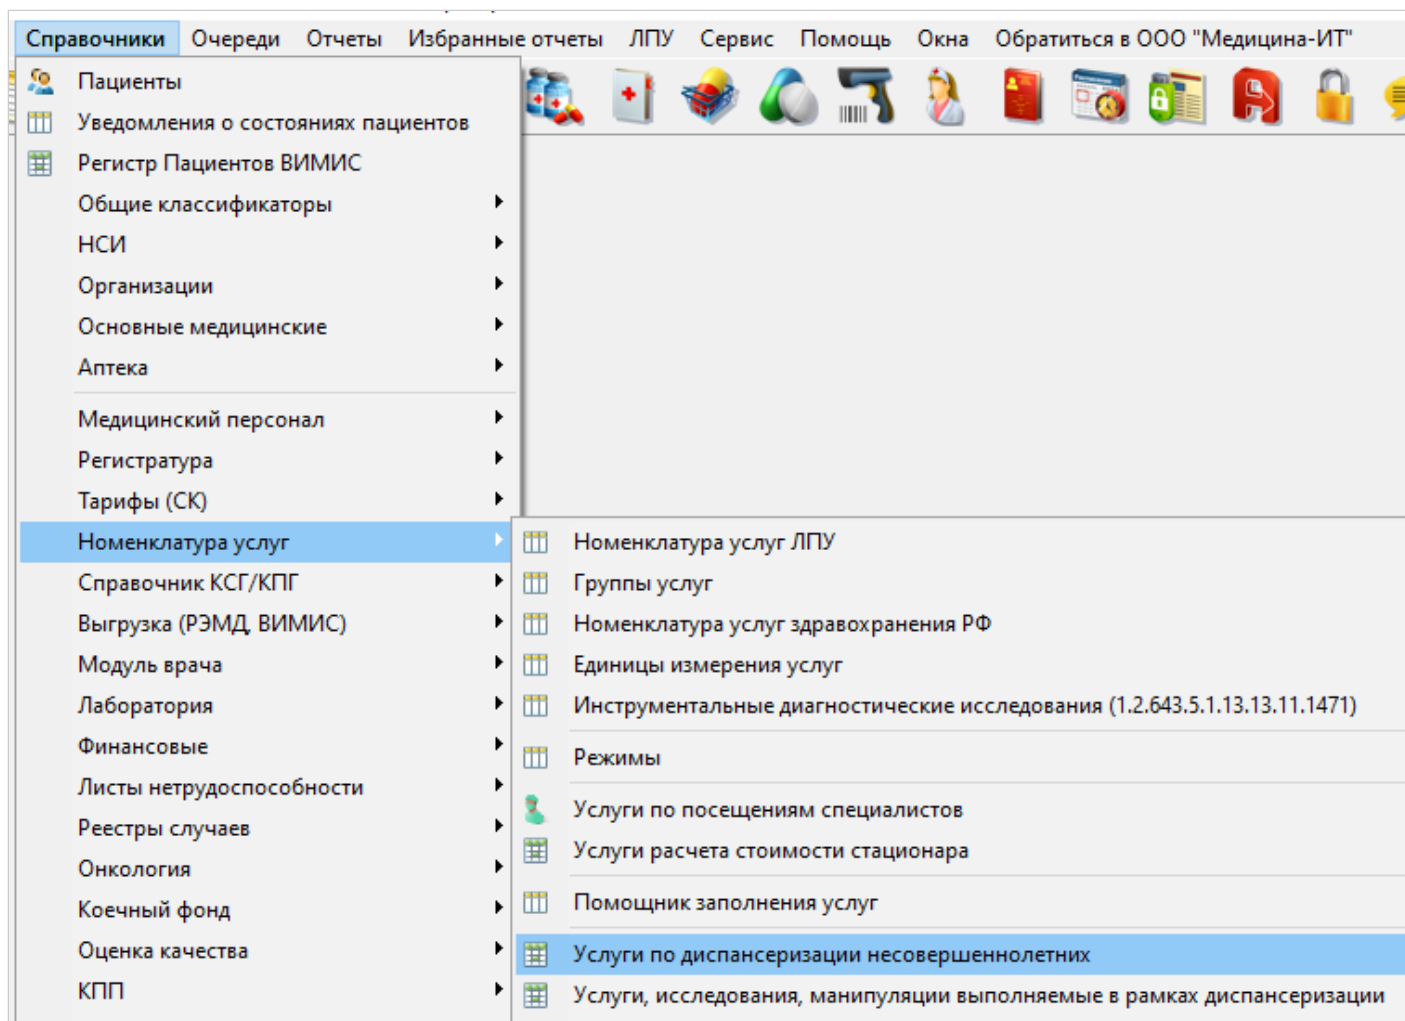 Справочники Очереди Отчеты Избранные отчеты ЛПУ Сервис Помощь Окна Обратиться в ООО "Медицина-ИТ"
Пациенты
Уведомления о состояниях пациентов
Регистр Пациентов ВИМИС
Общие классификаторы
НСИ
Организации
Основные медицинские
Аптека
Медицинский персонал
Регистратура
Тарифы (СК)
Номенклатура услуг
Справочник КСГ/КПГ
Выгрузка (РЭМД, ВИМИС)
Модуль врача
Лаборатория
Финансовые
Листы нетрудоспособности
Реестры случаев
Онкология
Коечный фонд
Оценка качества
КПП
Номенклатура услуг ЛПУ
Группы услуг
Номенклатура услуг здравохранения РФ
Единицы измерения услуг
Инструментальные диагностические исследования (1.2.643.5.1.13.13.11.1471)
Режимы
Услуги по посещениям специалистов
Услуги расчета стоимости стационара
Помощник заполнения услуг
Услуги по диспансеризации несовершеннолетних
Услуги, исследования, манипуляции выполняемые в рамках диспансеризации